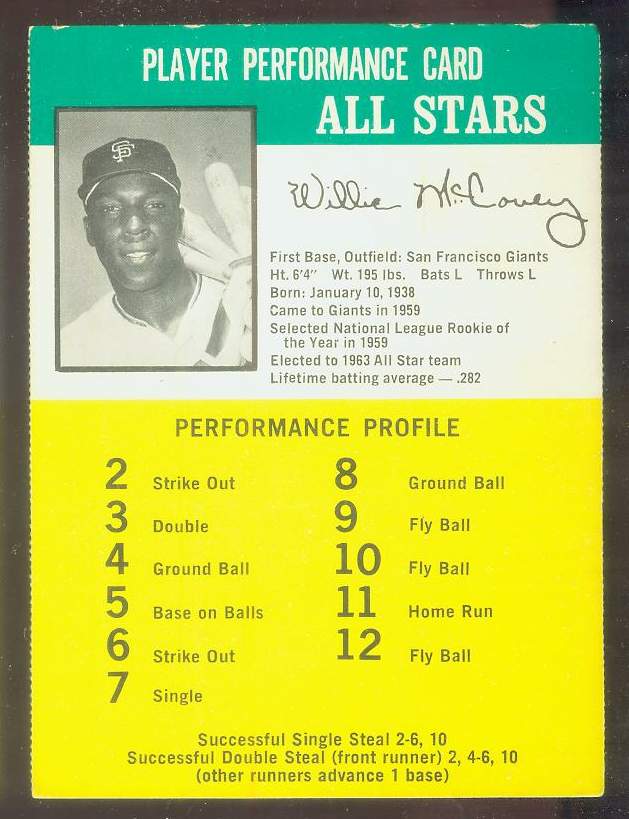 PLAYER PERFORMANCE CARD
ALL STARS
SF
Willie McCovey
First Base, Outfield: San Francisco Giants
Ht. 6'4" Wt. 195 lbs. Bats L Throws L
Born: January 10, 1938
Came to Giants in 1959
Selected National League Rookie of
the Year in 1959
Elected to 1963 All Star team
Lifetime batting average — .282
PERFORMANCE PROFILE
2 Strike Out
3 Double
4 Ground Ball
5 Base on Balls
6 Strike Out
7 Single
8 Ground Ball
9 Fly Ball
10 Fly Ball
11 Home Run
12 Fly Ball
Successful Single Steal 2-6, 10
Successful Double Steal (front runner) 2, 4-6, 10
(other runners advance 1 base)